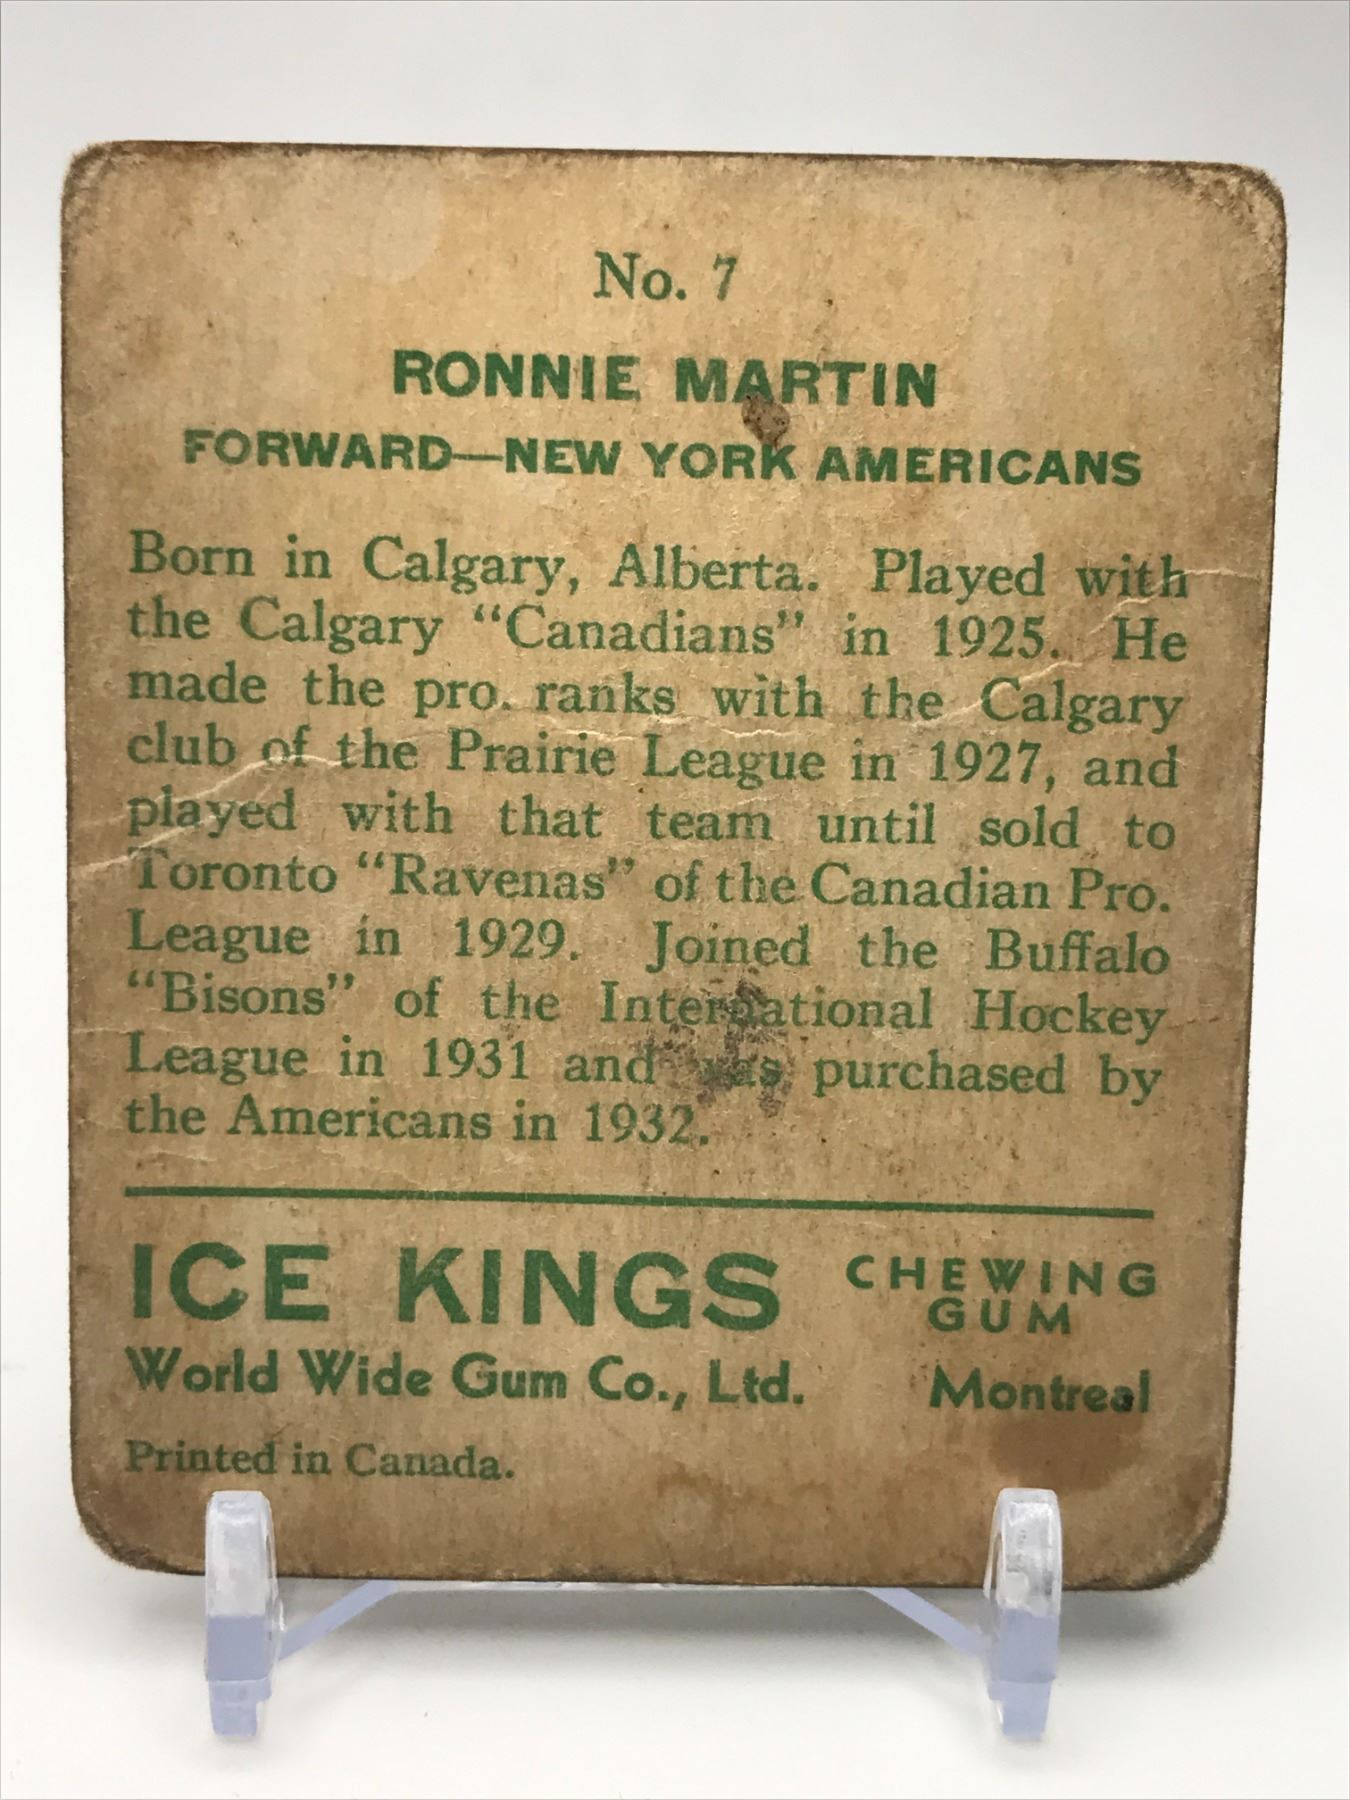 No. 7
RONNIE MARTIN
FORWARD—NEW YORK AMERICANS
Born in Calgary, Alberta. Played with
the Calgary “Canadians” in 1925. He
made the pro. ranks with the Calgary
club of the Prairie League in 1927, and
played with that team until sold to
Toronto “Ravenas” of the Canadian Pro.
League in 1929. Joined the Buffalo
“Bisons” of the International Hockey
League in 1931 and was purchased by
the Americans in 1932.
ICE KINGS CHEWING
GUM
World Wide Gum Co., Ltd. Montreal
Printed in Canada.